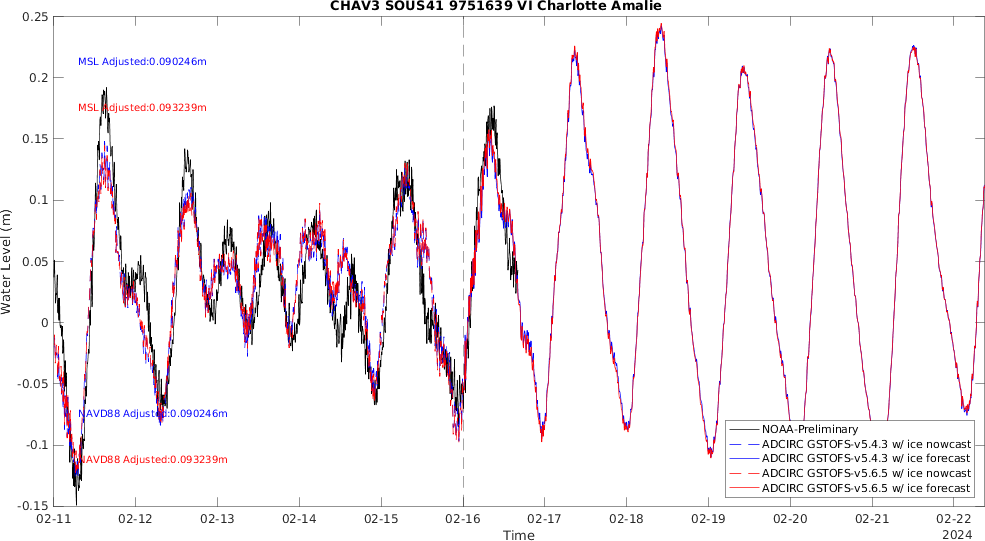 CHAV3 SOUS41 9751639 VI Charlotte Amalie
Water Level (m)
0.25
0.2
0.15
0.1
0.05
0
-0.05
-0.1
-0.15
MSL Adjusted:0.090246m
MSL Adjusted:0.093239m
NAVD88 Adjusted:0.090246m
NAVD88 Adjusted:0.093239m
NOAA-Preliminary
ADCIRC GSTOFS-v5.4.3 w/ ice nowcast
ADCIRC GSTOFS-v5.4.3 w/ ice forecast
ADCIRC GSTOFS-v5.6.5 w/ ice nowcast
ADCIRC GSTOFS-v5.6.5 w/ ice forecast
02-11 02-12 02-13 02-14 02-15 02-16 02-17 02-18 02-19 02-20 02-21 02-22
2024
Time